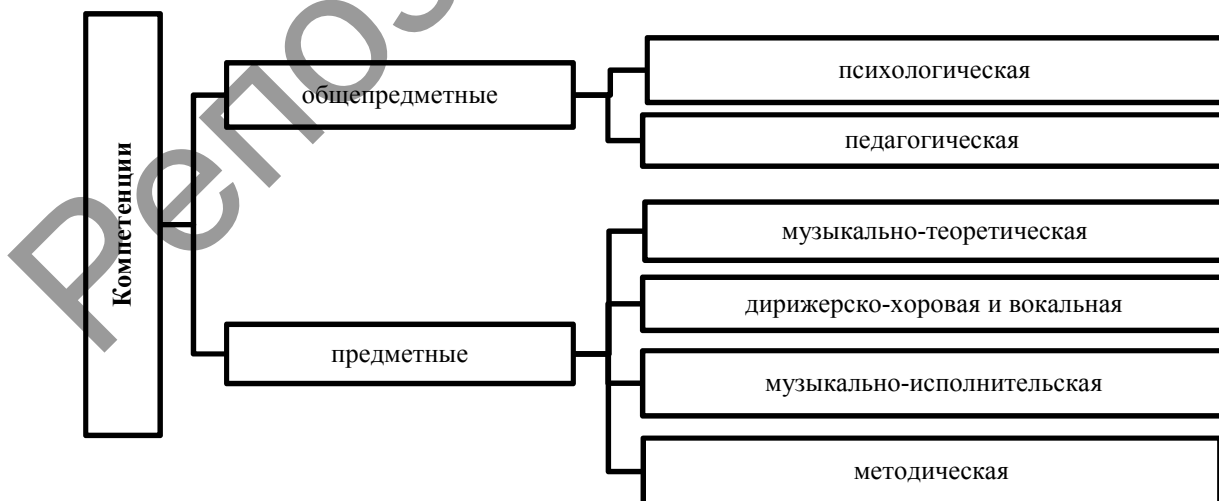 Компетенции
общепредметные
психологическая
педагогическая
предметные
музыкально-теоретическая
дирижерско-хоровая и вокальная
музыкально-исполнительская
методическая